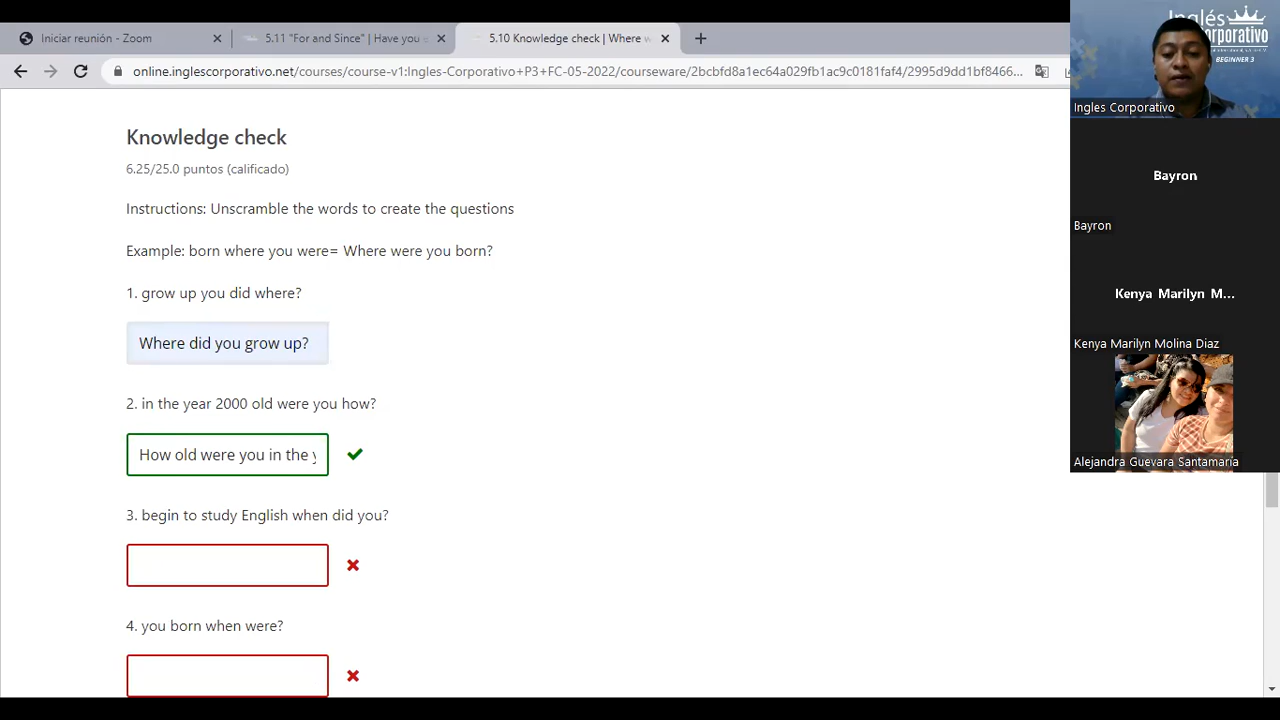 Iniciar reunión - Zoom
5.11 "For and Since" | Have you s
5.10 Knowledge check | Where w
online.inglescorporativo.net/courses/course-v1:Ingles-Corporativo+P3+FC-05-2022/courseware/2bcbfd8a1ec64a029fb1ac9c0181faf4/2995d9dd1bf8466...
Knowledge check
6.25/25.0 puntos (calificado)
Instructions: Unscramble the words to create the questions
Example: born where you were= Where were you born?
1. grow up you did where?
Where did you grow up?
2. in the year 2000 old were you how?
How old were you in the y
3. begin to study English when did you?
4. you born when were?
Inglés
Corporativo
BEGINNER 3
Ingles Corporativo
Bayron
Bayron
Kenya Marilyn M...
Kenya Marilyn Molina Diaz
Alejandra Guevara Santamaría